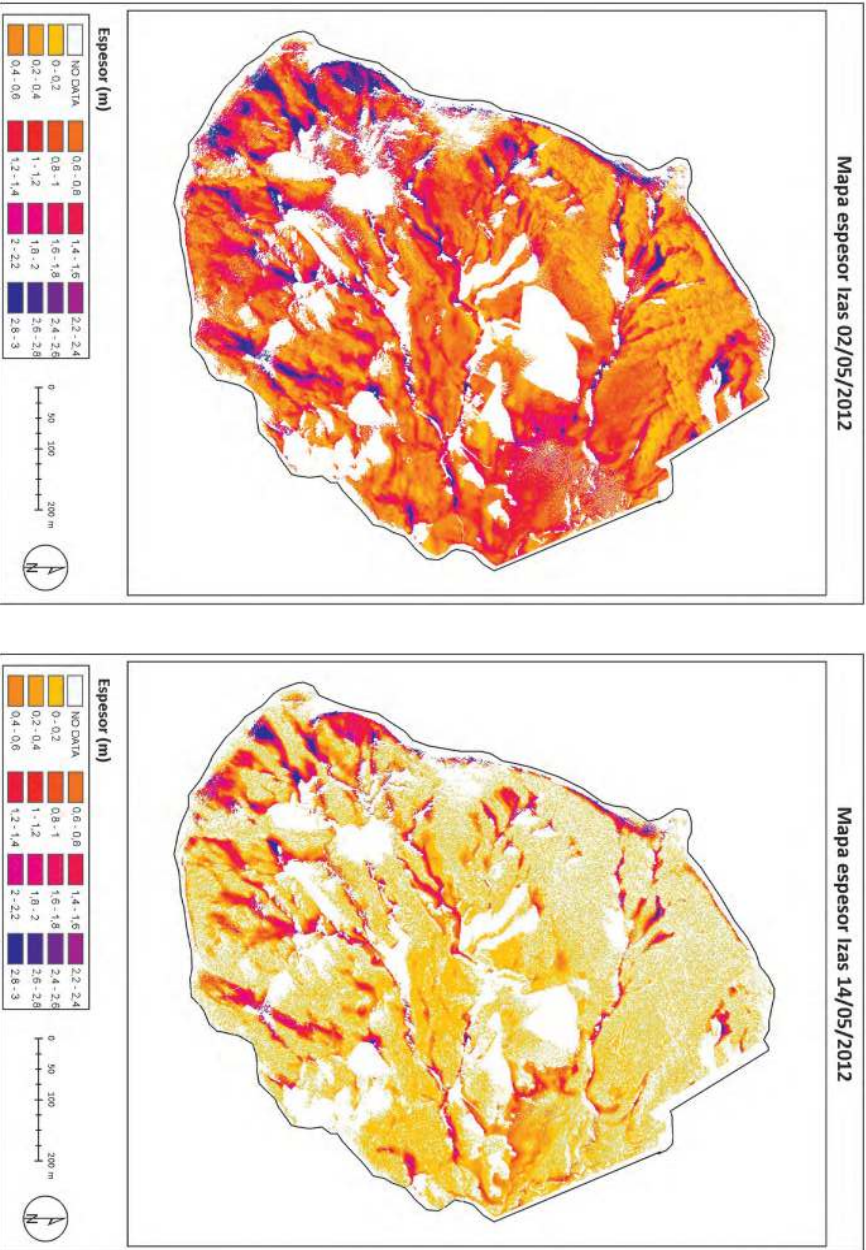 Mapa espesor Izas 02/05/2012
Espesor (m)
NO DATA
0 - 0,2
0,2 - 0,4
0,4 - 0,6
0,6 - 0,8
0,8 - 1
1 - 1,2
1,2 - 1,4
1,4 - 1,6
1,6 - 1,8
1,8 - 2
2 - 2,2
2,2 - 2,4
2,4 - 2,6
2,6 - 2,8
2,8 - 3
0 50 100 200 m
N
Mapa espesor Izas 14/05/2012
Espesor (m)
NO DATA
0 - 0,2
0,2 - 0,4
0,4 - 0,6
0,6 - 0,8
0,8 - 1
1 - 1,2
1,2 - 1,4
1,4 - 1,6
1,6 - 1,8
1,8 - 2
2 - 2,2
2,2 - 2,4
2,4 - 2,6
2,6 - 2,8
2,8 - 3
0 50 100 200 m
N